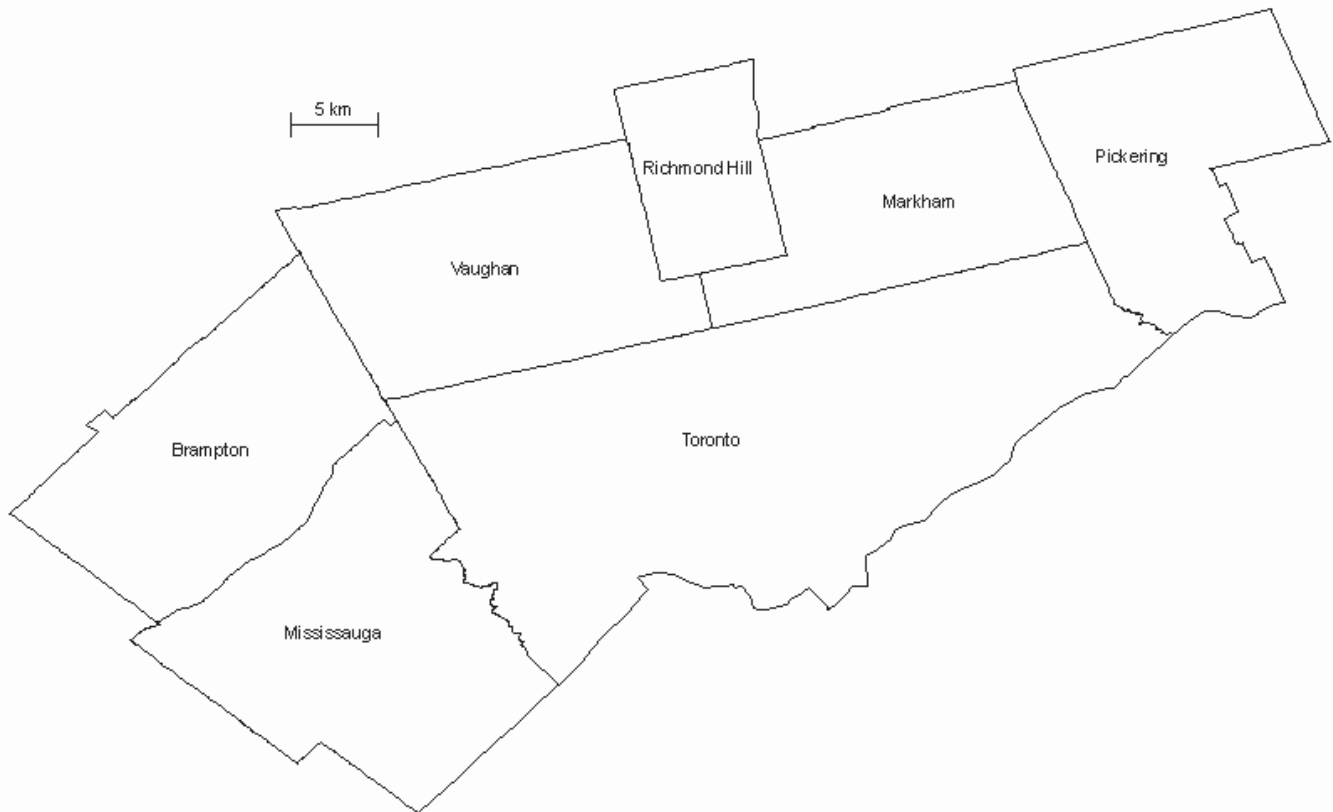 5 km
Richmond Hill
Pickering
Markham
Vaughan
Toronto
Brampton
Mississauga